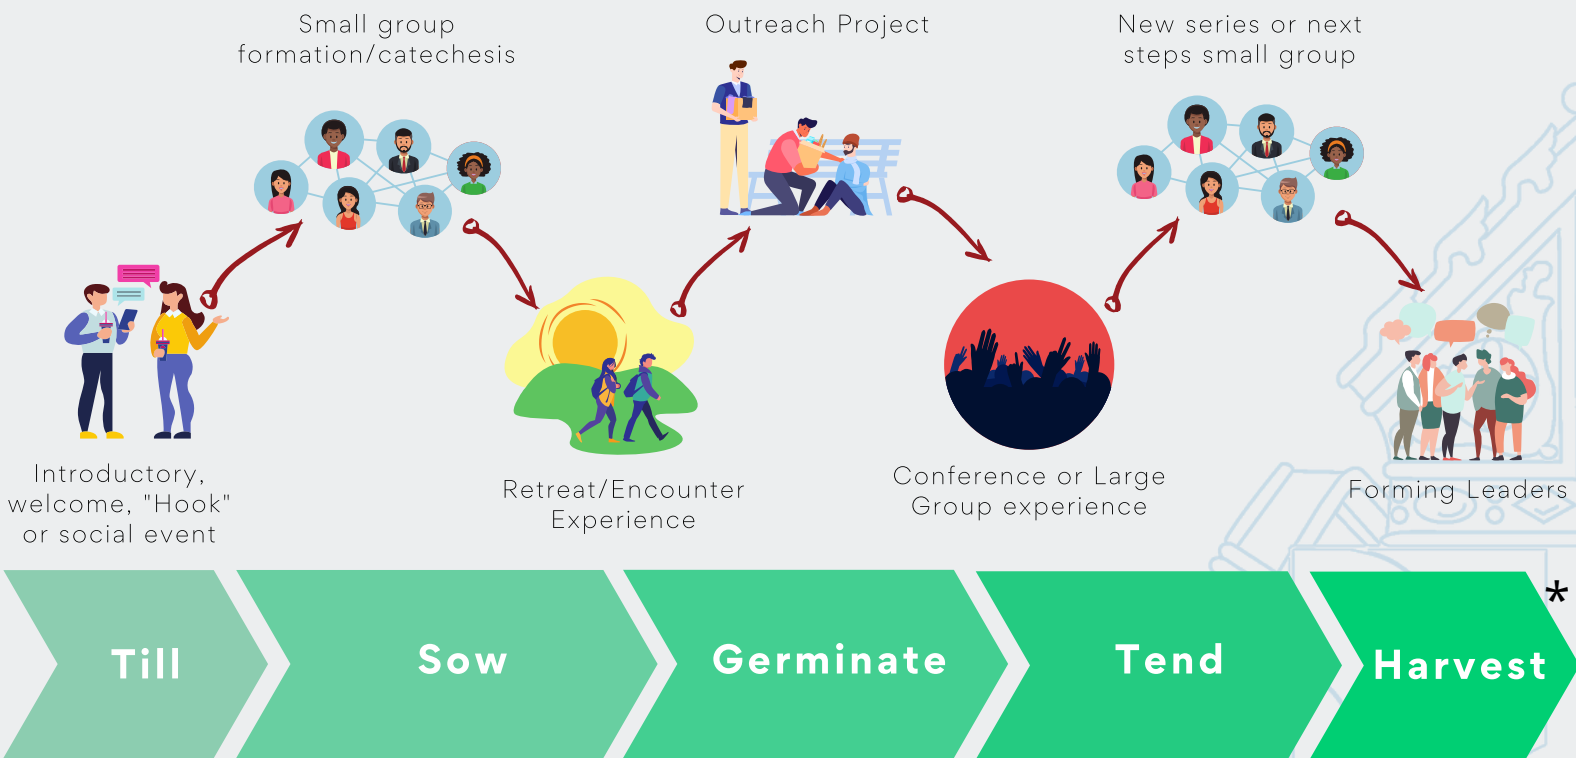 Small group
formation/catechesis
Outreach Project
New series or next
steps small group
Introductory,
welcome, "Hook"
or social event
Retreat/Encounter
Experience
Conference or Large
Group experience
Forming Leaders
Till
Sow
Germinate
Tend
Harvest*